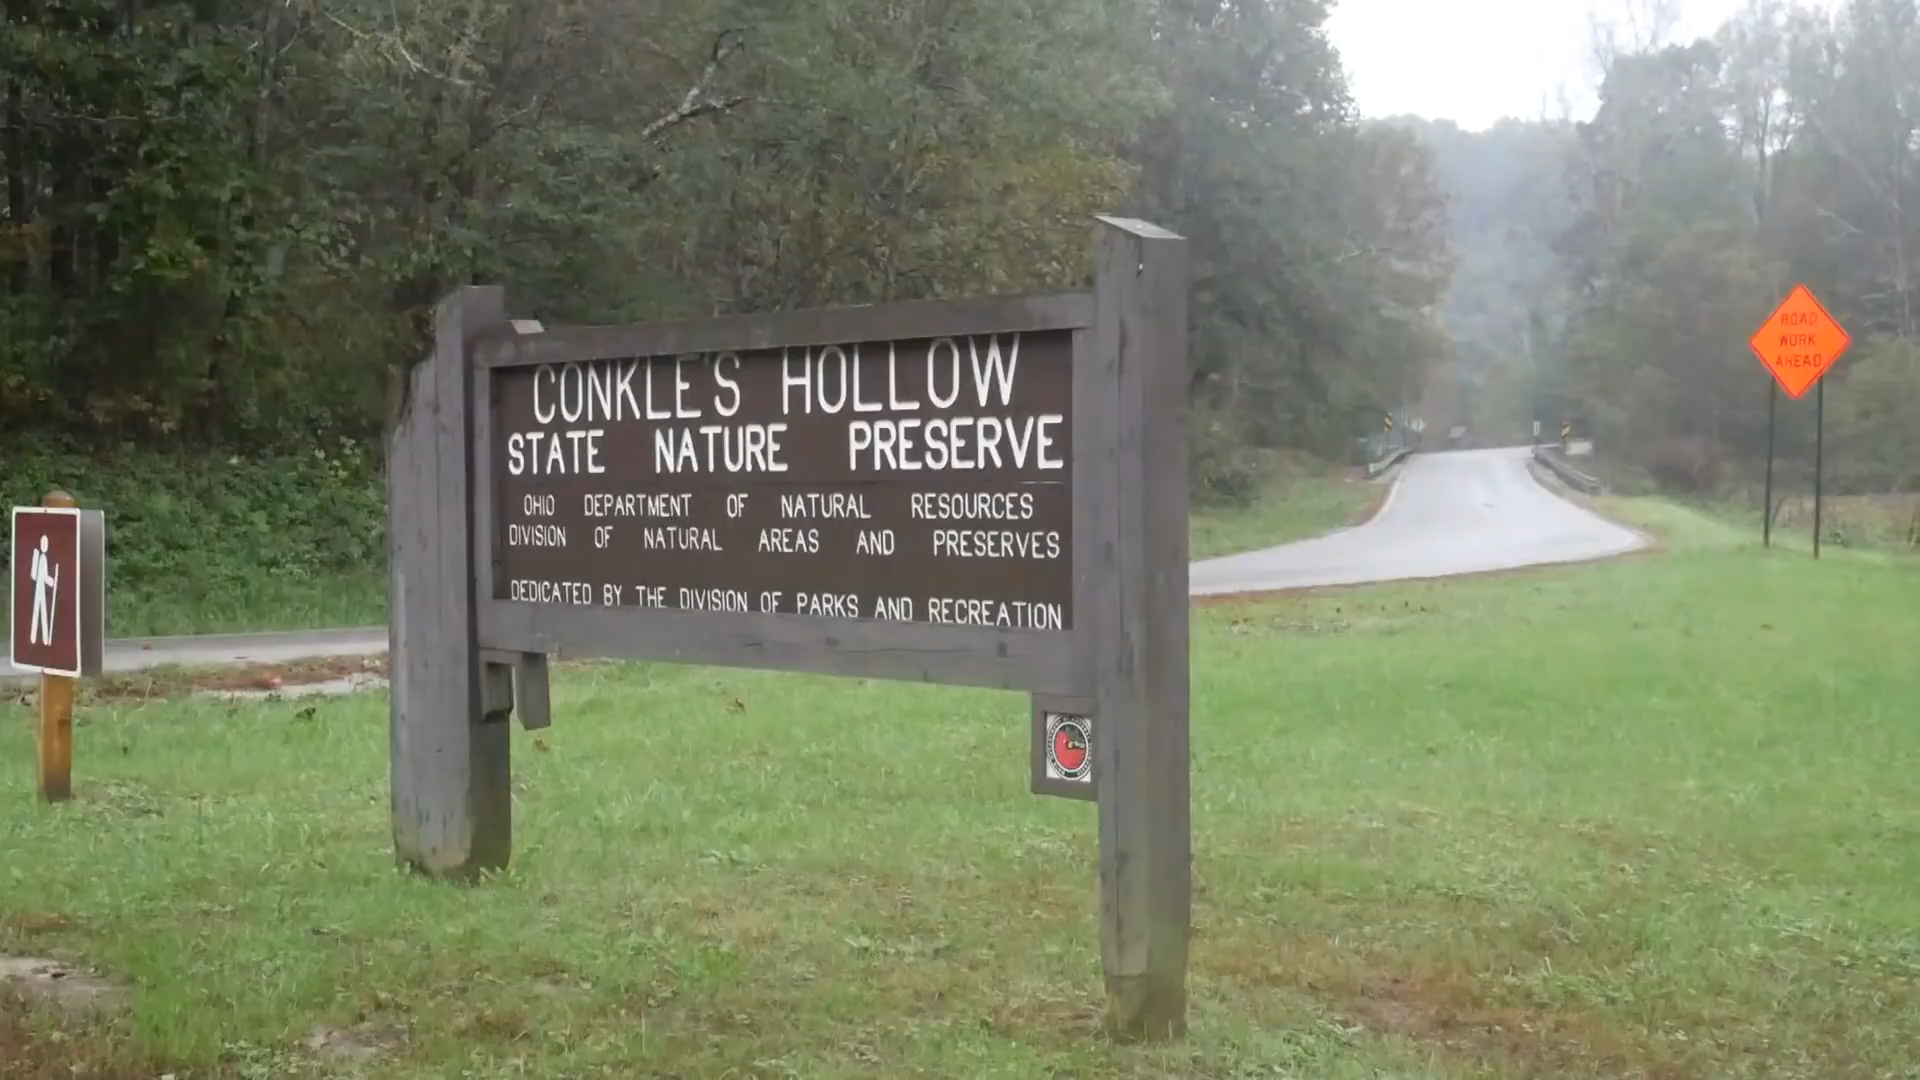 CONKLE'S HOLLOW
STATE NATURE PRESERVE
OHIO DEPARTMENT OF NATURAL RESOURCES
DIVISION OF NATURAL AREAS AND PRESERVES
DEDICATED BY THE DIVISION OF PARKS AND RECREATION
ROAD
WORK
AHEAD